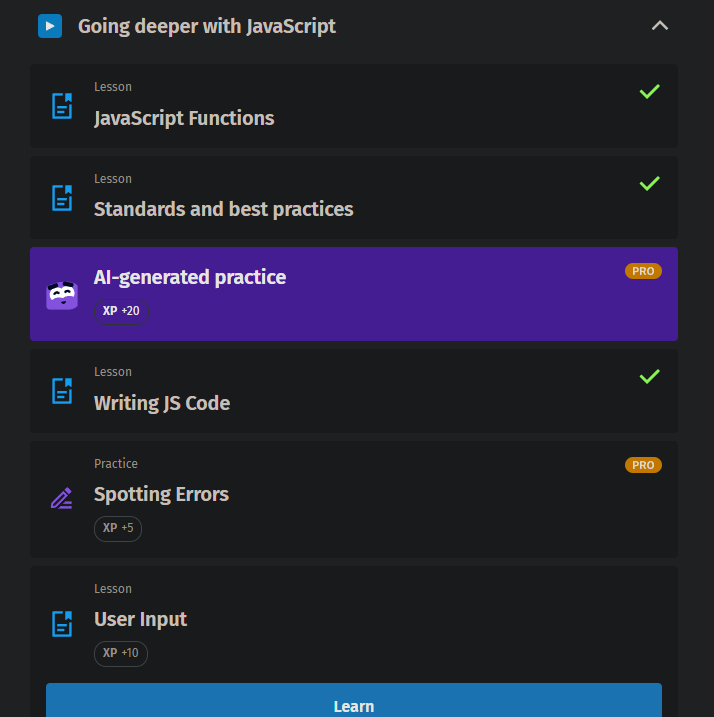 Going deeper with JavaScript
Lesson
JavaScript Functions
Lesson
Standards and best practices
AI-generated practice
PRO
XP +20
Lesson
Writing JS Code
Practice
PRO
Spotting Errors
XP +5
Lesson
User Input
XP +10
Learn